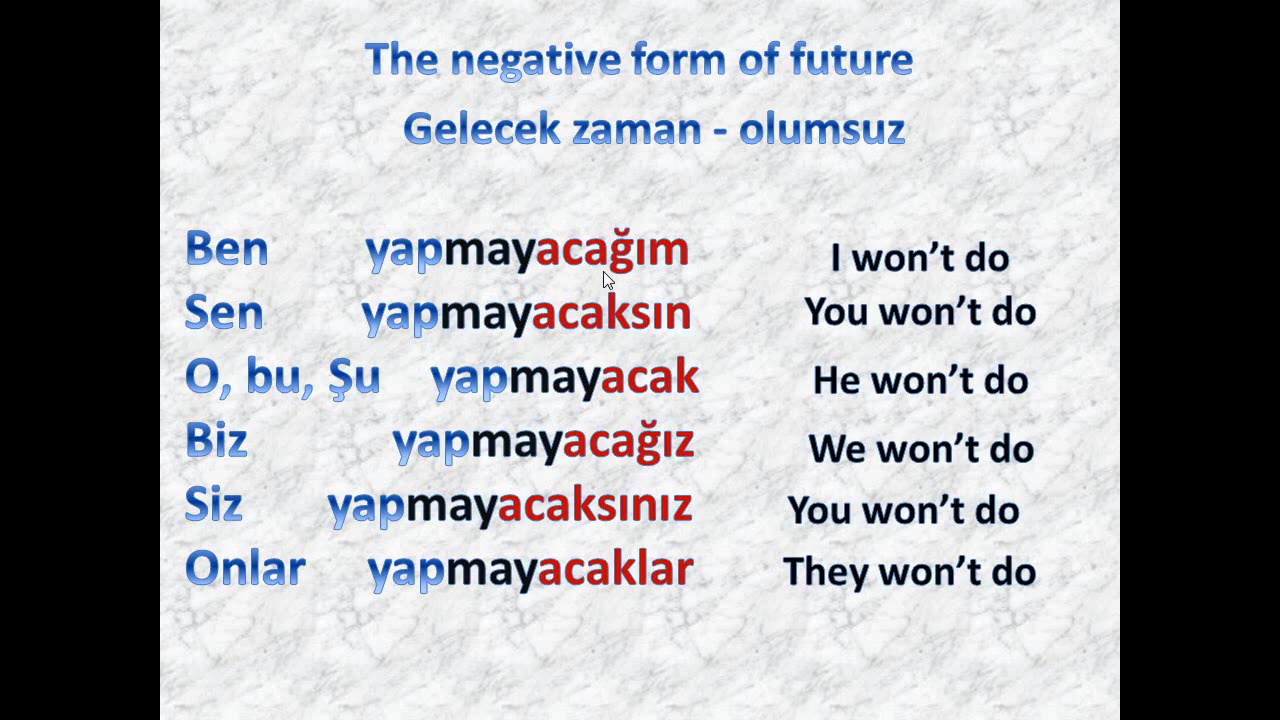 The negative form of future
Gelecek zaman - olumsuz
Ben yapmayacağım I won’t do
Sen yapmayacaksın You won’t do
O, bu, Şu yapmayacak He won’t do
Biz yapmayacağız We won’t do
Siz yapmayacaksınız You won’t do
Onlar yapmayacaklar They won’t do